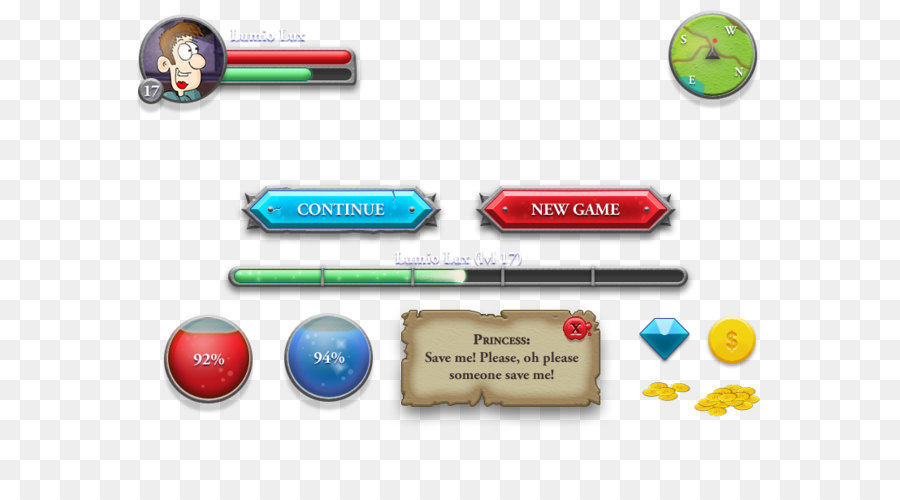 Lumio Lux
17
S
W
E
N
CONTINUE
NEW GAME
Lumio Lux (lvl 17)
92%
94%
X
Princess:
Save me! Please, oh please
someone save me!
$